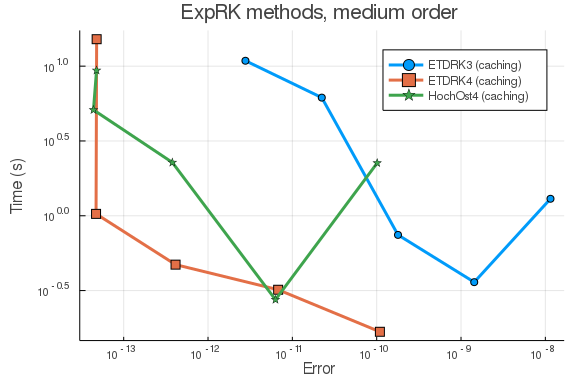 ExpRK methods, medium order
10^1.0
10^0.5
10^0.0
10^-0.5
Time (s)
ETDRK3 (caching)
ETDRK4 (caching)
HochOst4 (caching)
10^-13
10^-12
10^-11
10^-10
10^-9
10^-8
Error